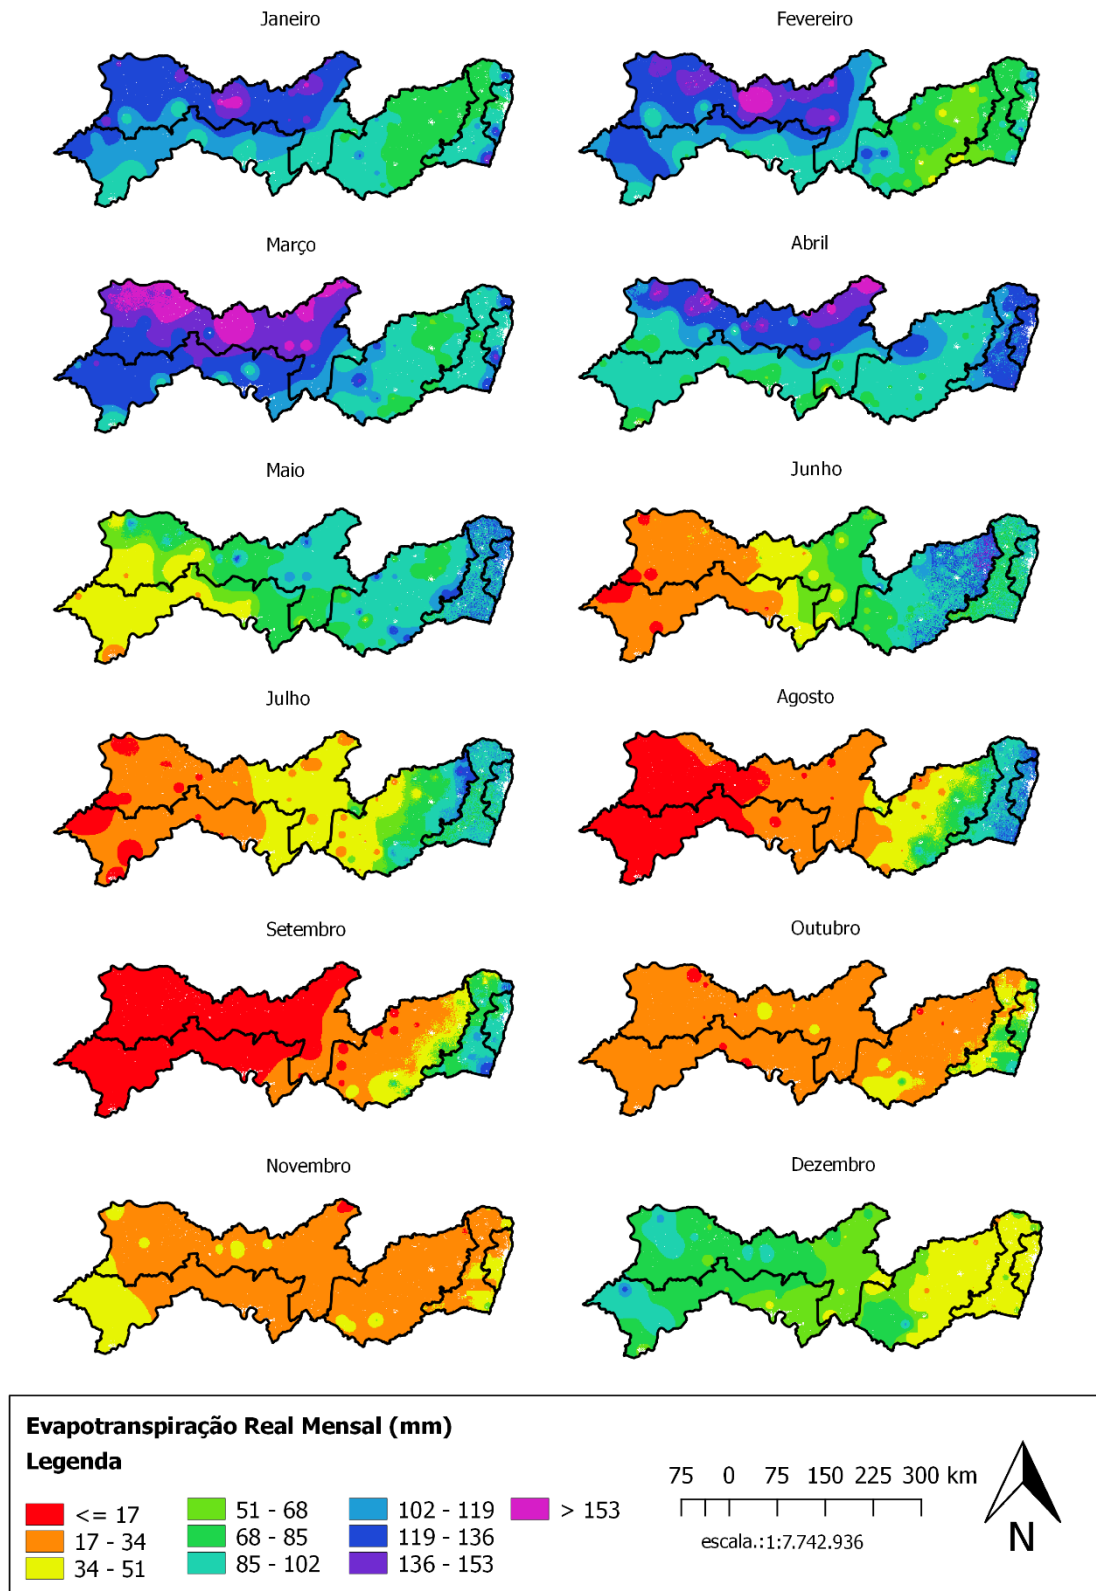 Janeiro
Fevereiro
Março
Abril
Maio
Junho
Julho
Agosto
Setembro
Outubro
Novembro
Dezembro
Evapotranspiração Real Mensal (mm)
Legenda
<= 17
17 - 34
34 - 51
51 - 68
68 - 85
85 - 102
102 - 119
119 - 136
136 - 153
> 153
75 0 75 150 225 300 km
escala.:1:7.742.936
N